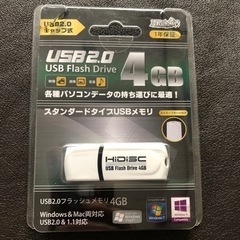 USB2.0
キャップ式
1年保証
USB2.0
USB Flash Drive
4GB
各種パソコンデータの持ち運びに最適!
スタンダードタイプUSBメモリ
HiDISC
USB Flash Drive 4GB
USB2.0フラッシュメモリ 4GB
Windows&Mac両対応
USB2.0 & 1.1対応